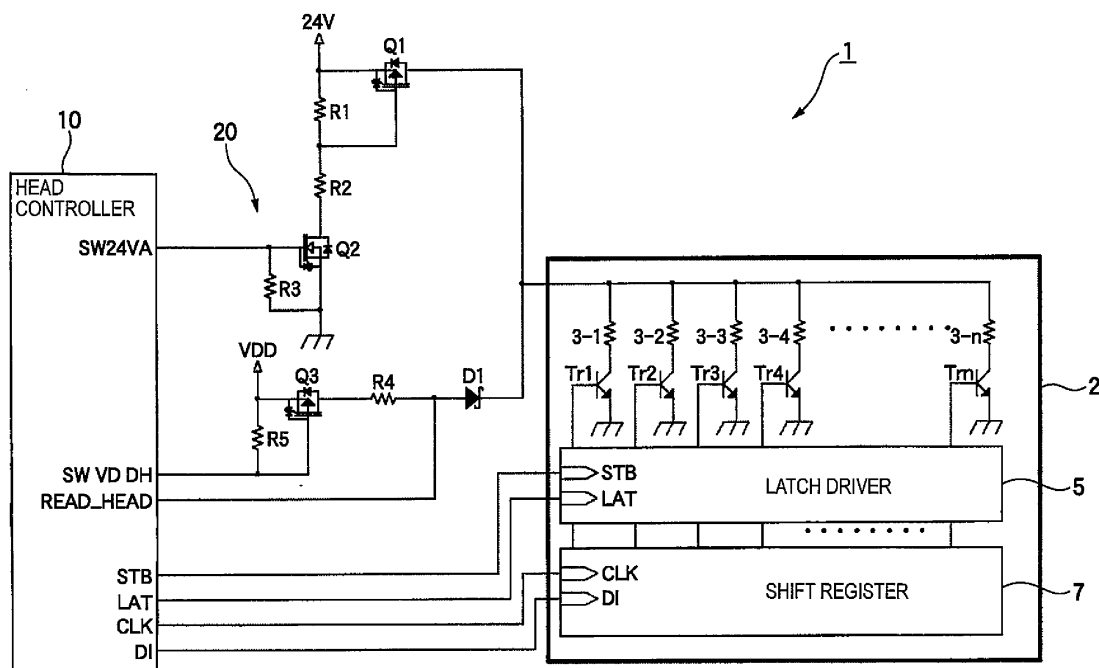 24V
Q1
1
R1
10
20
R2
HEAD
CONTROLLER
SW24VA
Q2
R3
3-1
3-2
3-3
3-4
3-n
VDD
Q3
R4
D1
Tr1
Tr2
Tr3
Tr4
Trn
2
R5
SW VD DH
READ_HEAD
STB
LAT
LATCH DRIVER
5
STB
LAT
CLK
DI
CLK
DI
SHIFT REGISTER
7